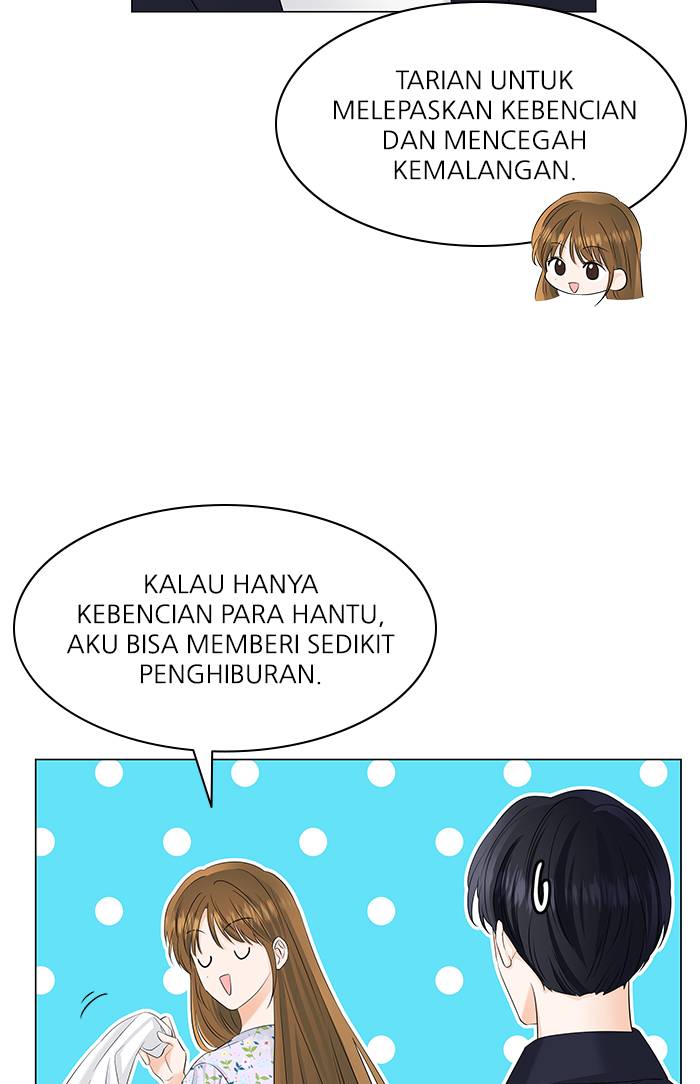 TARIAN UNTUK
MELEPASKAN KEBENCIAN
DAN MENCEGAH
KEMALANGAN.
KALAU HANYA
KEBENCIAN PARA HANTU,
AKU BISA MEMBERI SEDIKIT
PENGHIBURAN.